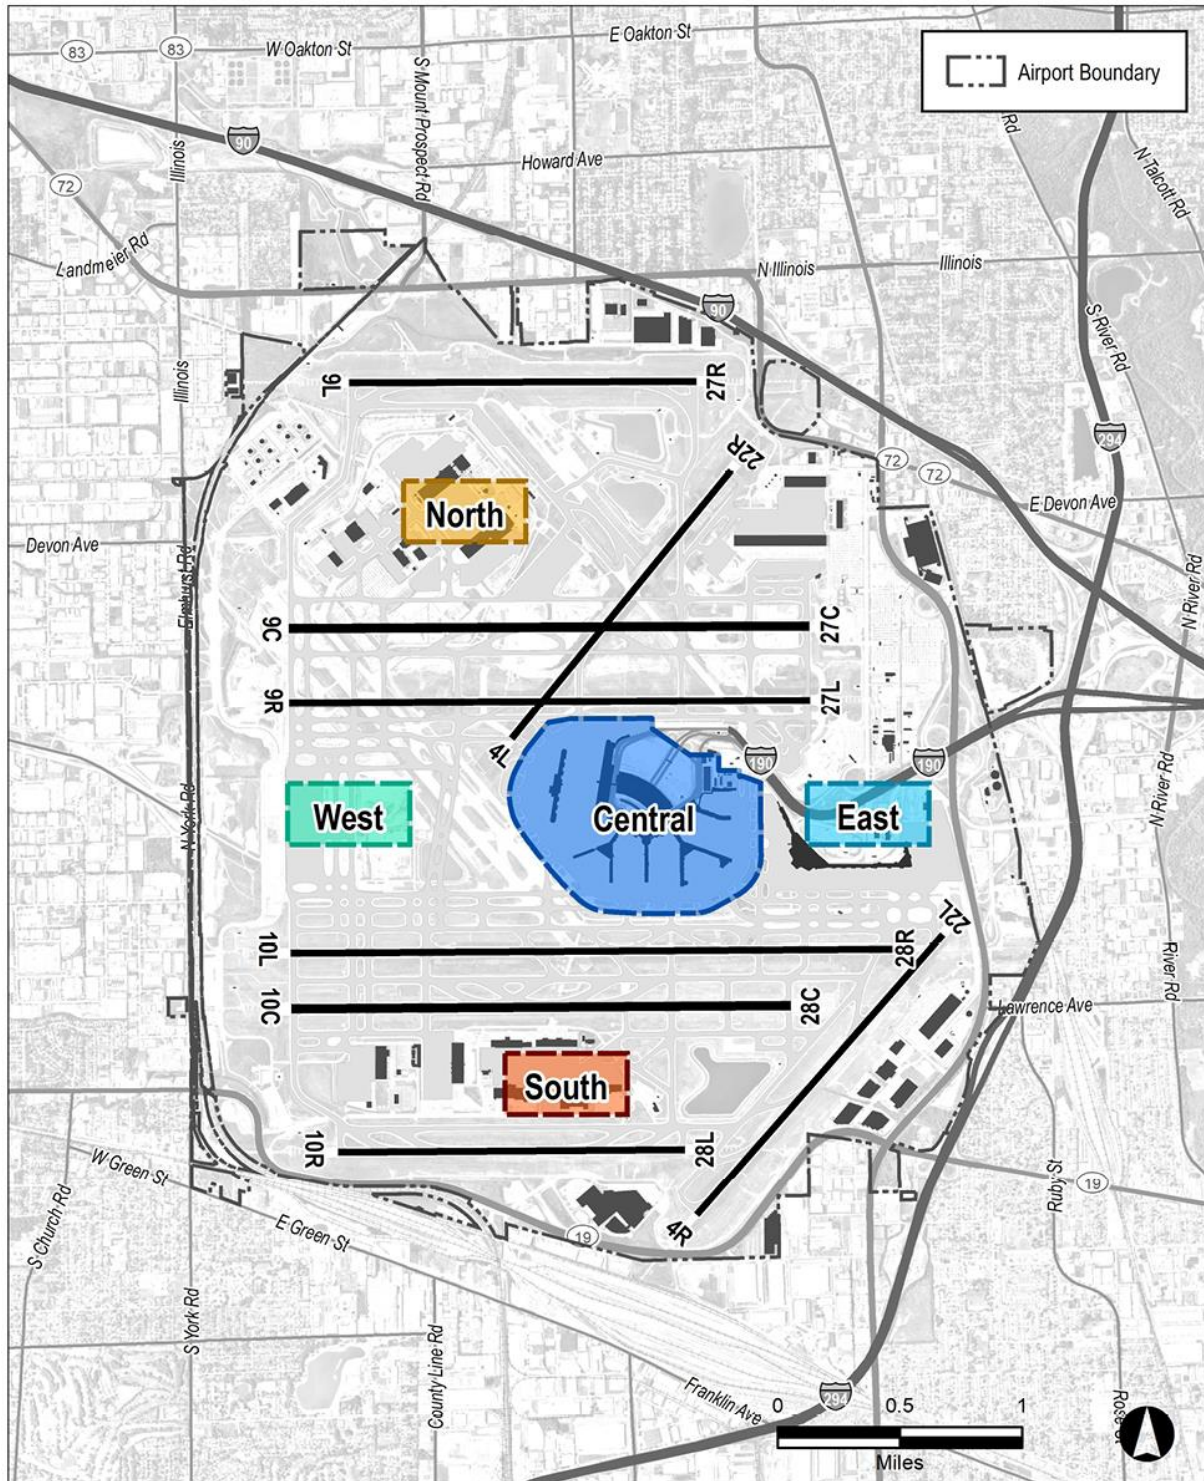 83
83
W Oakton St
E Oakton St
S Mount Prospect Rd
Airport Boundary
Rd
90
Illinois
Howard Ave
N Talcott Rd
72
Landmeier Rd
N Illinois
Illinois
90
S River Rd
Illinois
9L
27R
22R
294
72
72
North
E Devon Ave
Devon Ave
Elmhurst Rd
N River Rd
9C
27C
9R
27L
4L
190
190
N River Rd
N York Rd
West
Central
East
22L
10L
28R
River Rd
10C
28C
Lawrence Ave
South
10R
28L
W Green St
19
Ruby St
S Church Rd
E Green St
19
4R
S York Rd
County Line Rd
Franklin Ave
294
Rose St
0 0.5 1
Miles